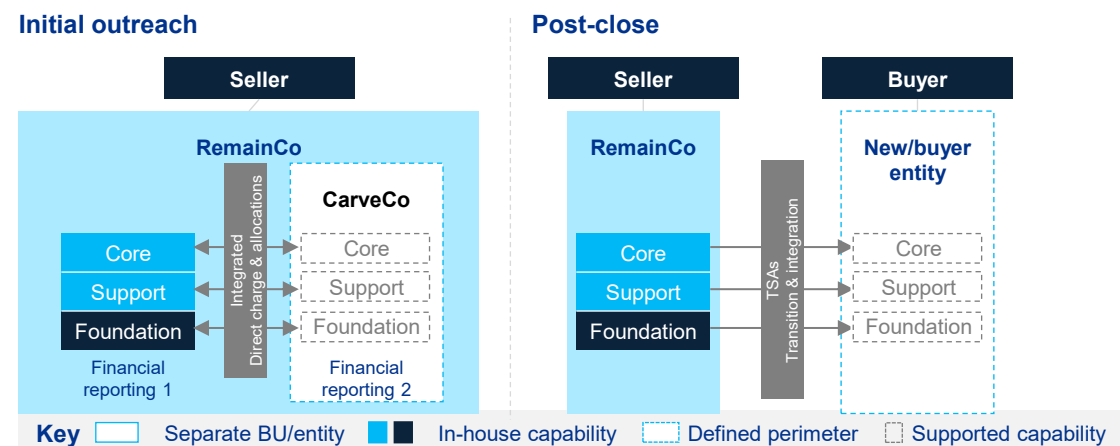 Initial outreach
Seller
RemainCo
CarveCo
Integrated
Direct charge & allocations
Core
Support
Foundation
Core
Support
Foundation
Financial
reporting 1
Financial
reporting 2
Post-close
Seller
Buyer
RemainCo
New/buyer
entity
TSAs
Transition & integration
Core
Support
Foundation
Core
Support
Foundation
Key
Separate BU/entity
In-house capability
Defined perimeter
Supported capability